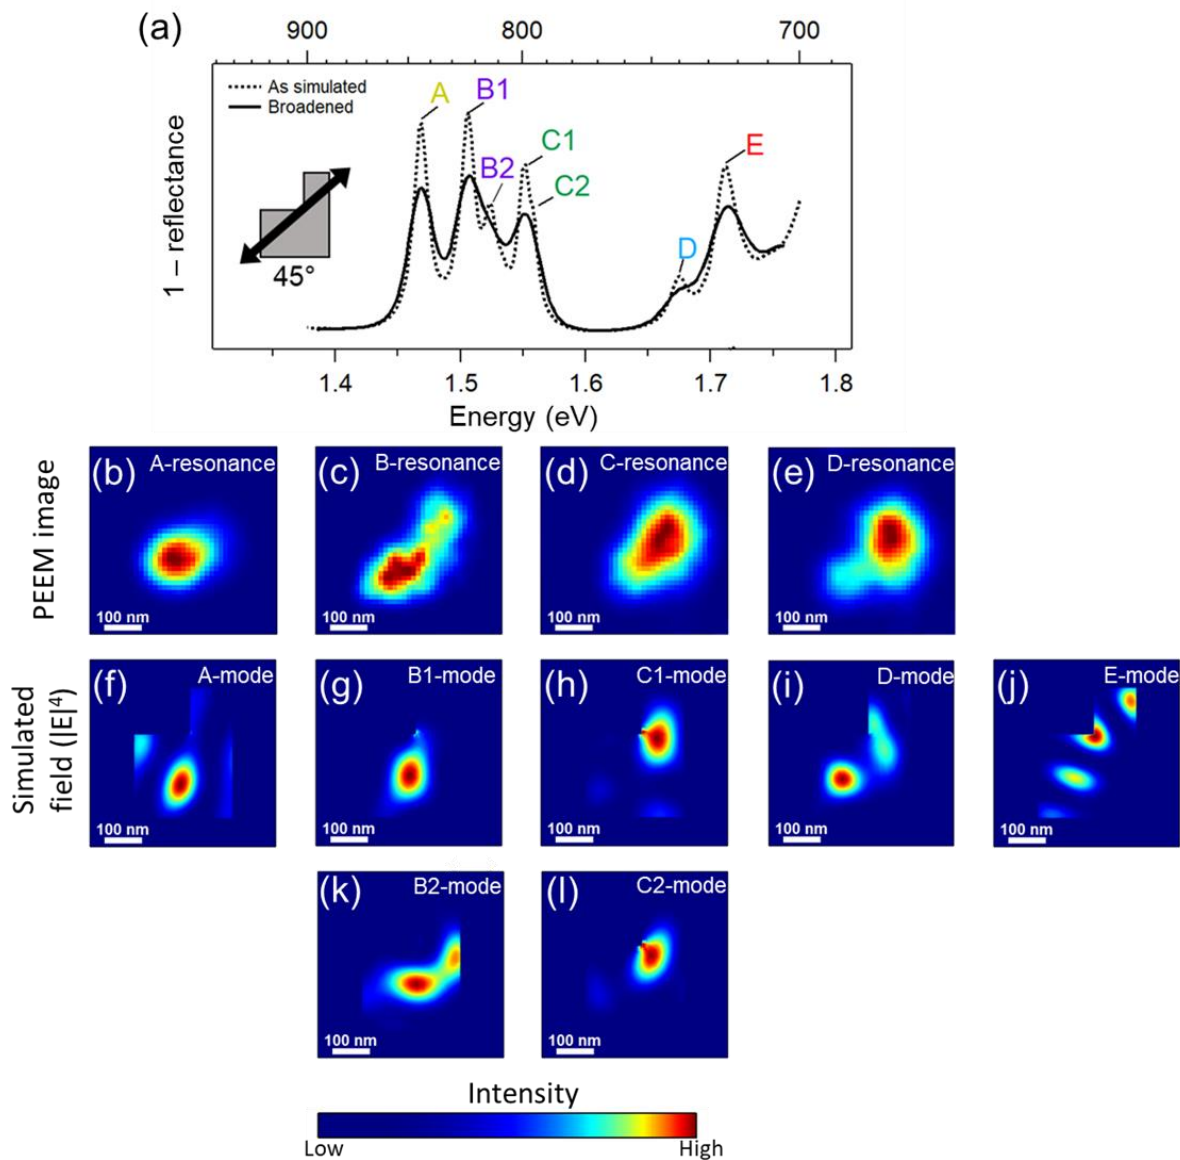 (a)
900 800 700
As simulated
Broadened
A
B1
B2
C1
C2
D
E
45°
1 – reflectance
1.4 1.5 1.6 1.7 1.8
Energy (eV)
PEEM image
(b) A-resonance
100 nm
(c) B-resonance
100 nm
(d) C-resonance
100 nm
(e) D-resonance
100 nm
Simulated
field (|E|⁴)
(f) A-mode
100 nm
(g) B1-mode
100 nm
(h) C1-mode
100 nm
(i) D-mode
100 nm
(j) E-mode
100 nm
(k) B2-mode
100 nm
(l) C2-mode
100 nm
Intensity
Low High